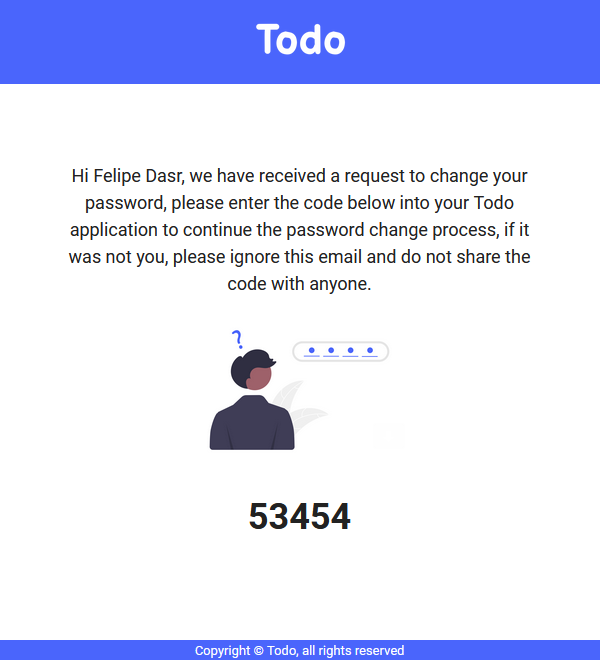 Todo
Hi Felipe Dasr, we have received a request to change your
password, please enter the code below into your Todo
application to continue the password change process, if it
was not you, please ignore this email and do not share the
code with anyone.
?
53454
Copyright © Todo, all rights reserved